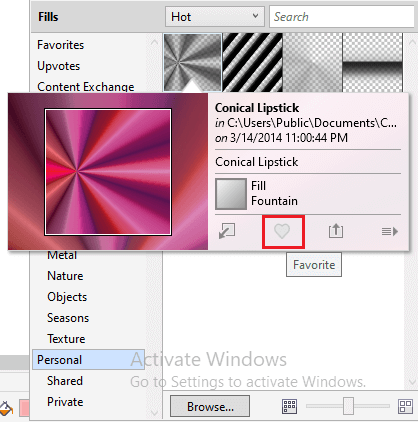 Fills
Hot
Search
Favorites
Upvotes
Content Exchange
Conical Lipstick
in C:\Users\Public\Documents\C...
on 3/14/2014 11:00:44 PM
Conical Lipstick
Fill
Fountain
Favorite
Metal
Nature
Objects
Seasons
Texture
Personal
Shared
Private
Activate Windows
Go to Settings to activate Windows.
Browse...